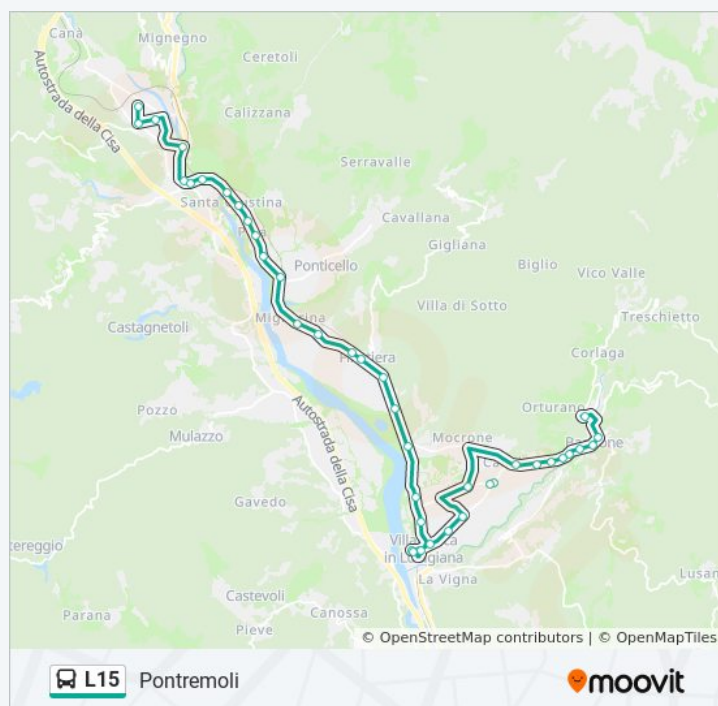 Canà
Mignegno
Ceretoli
Autostrada della Cisa
Calizzana
Serravalle
Santa Giustina
Cavallana
Gigliana
Ponticello
Biglio
Vico Valle
Villa di Sotto
Treschietto
Castagnetoli
Corlaga
Autostrada della Cisa
Pozzo
Orturano
Mulazzo
Mocrone
Gavedo
in Lunigiana
La Vigna
Castevoli
Canossa
Parana
Pieve
© OpenStreetMap contributors | © OpenMapTiles
L15 Pontremoli
moovit